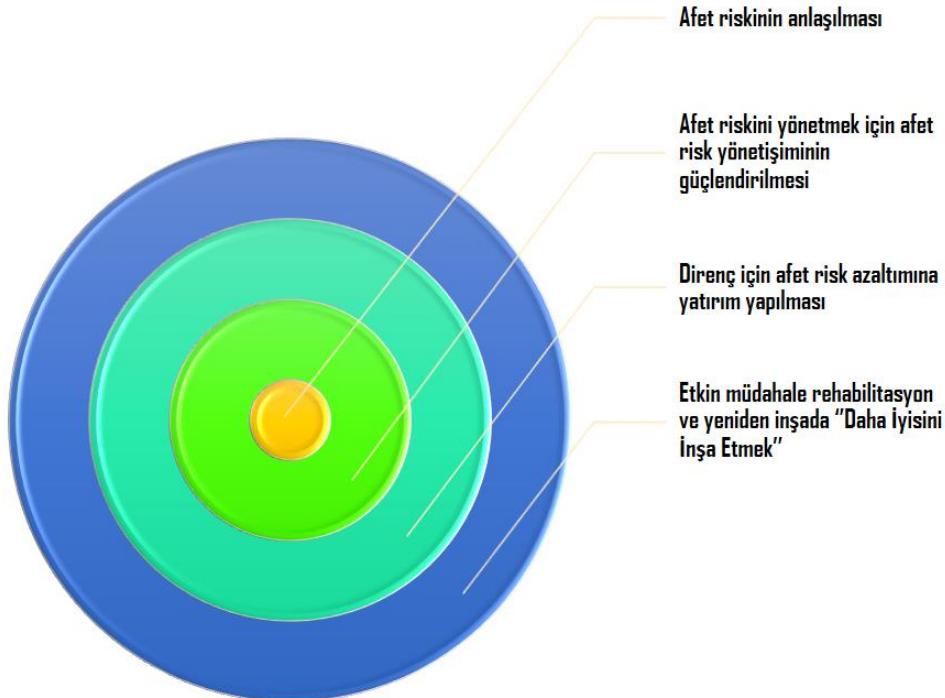 Afet riskinin anlaşılması
Afet riskini yönetmek için afet
risk yönetişiminin
güçlendirilmesi
Direnç için afet risk azaltımına
yatırım yapılması
Etkin müdahale rehabilitasyon
ve yeniden inşada “Daha İyisini
İnşa Etmek”